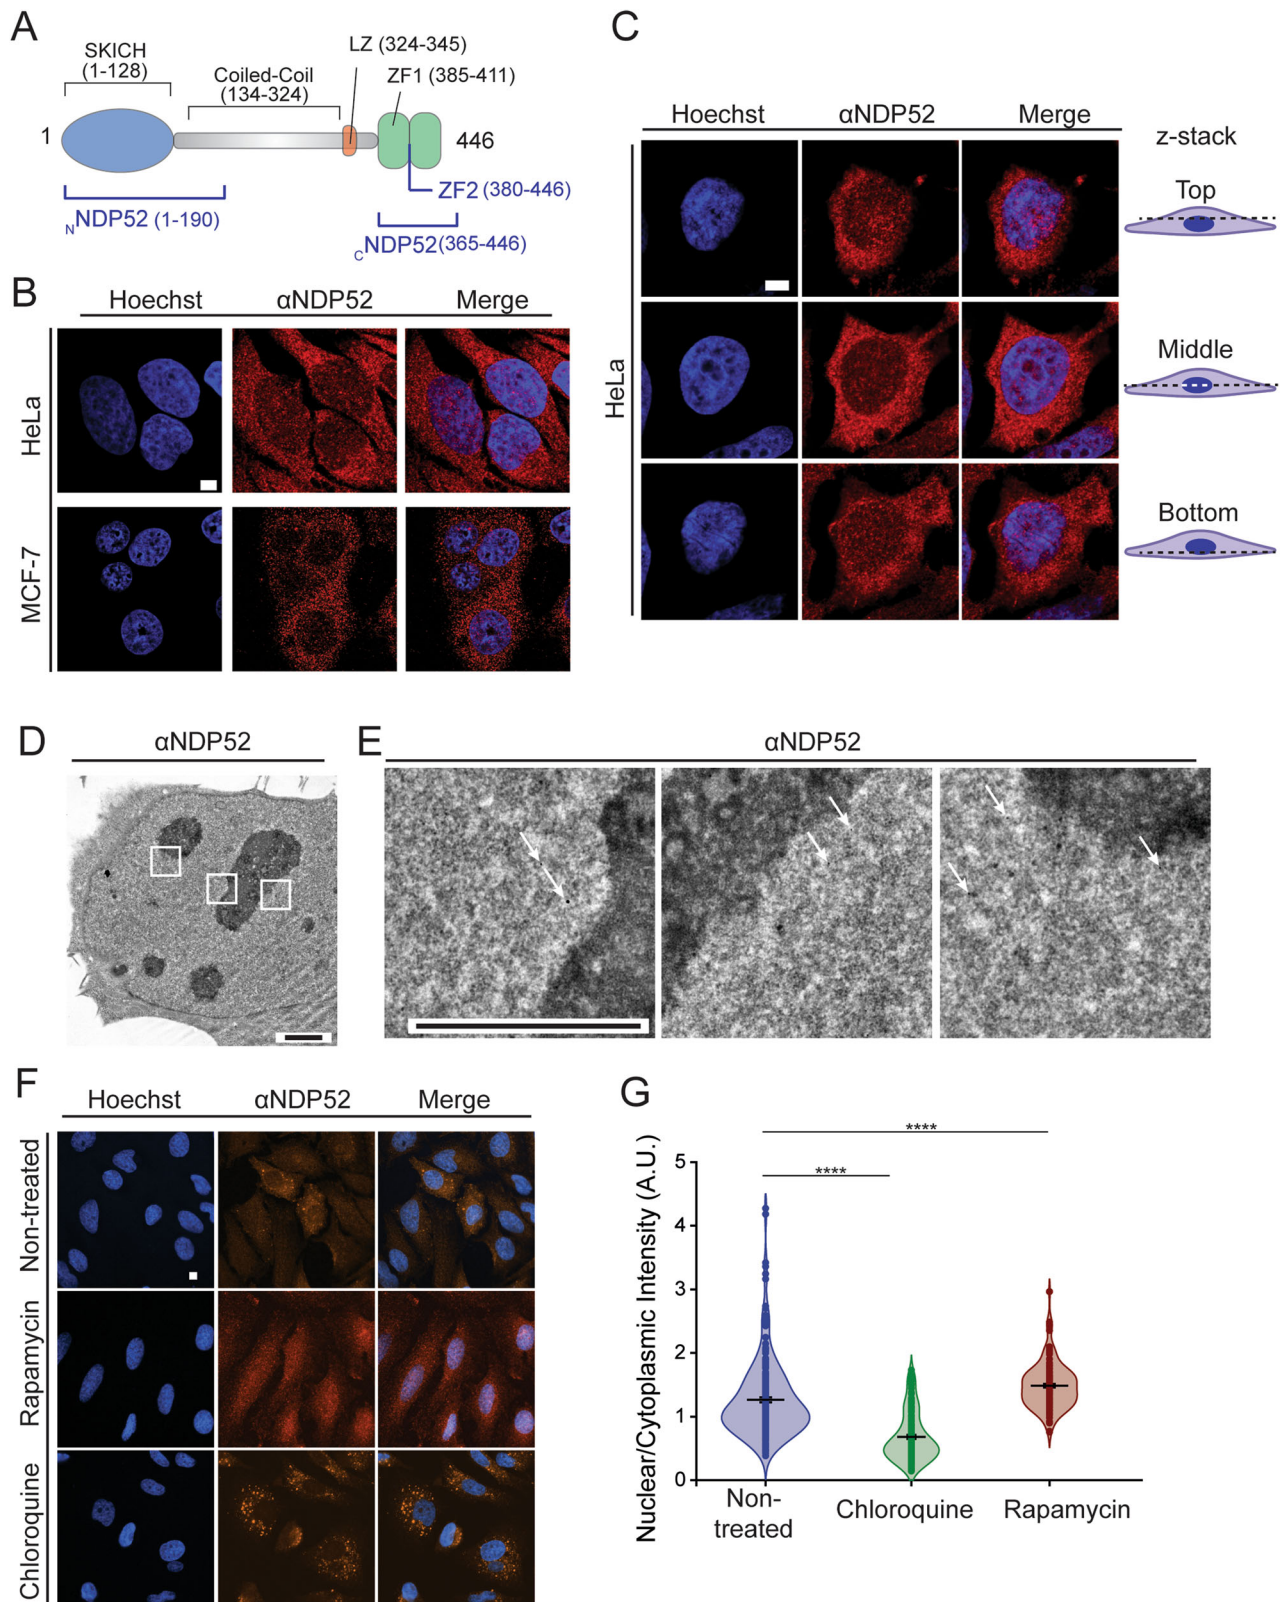 A
SKICH
(1-128)
Coiled-Coil
(134-324)
LZ (324-345)
ZF1 (385-411)
1
446
ZF2 (380-446)
NNDP52 (1-190)
CNDP52 (365-446)
B
Hoechst αNDP52 Merge
HeLa
MCF-7
C
Hoechst αNDP52 Merge
z-stack
HeLa
Top
Middle
Bottom
D
αNDP52
E
αNDP52
F
Hoechst αNDP52 Merge
Non-treated
Rapamycin
Chloroquine
G
Nuclear/Cytoplasmic Intensity (A.U.)
****
****
5
4
3
2
1
0
Non-
treated
Chloroquine
Rapamycin